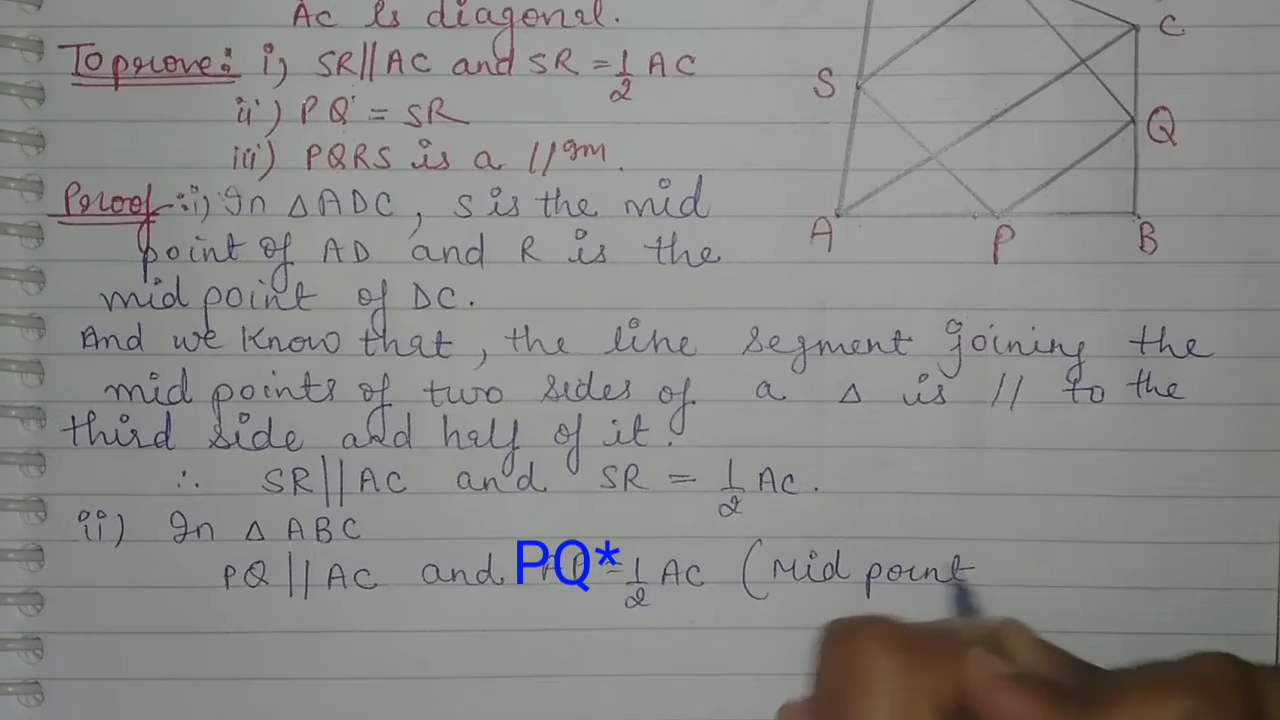 AC is diagonal.
To prove: i) SR||AC and SR = 1/2 AC
ii) PQ = SR
iii) PQRS is a //gm.
Proof :- i) In △ADC, S is the mid
point of AD and R is the
mid point of DC.
And we know that, the line segment joining the
mid points of two sides of a △ is // to the
third side and half of it.
∴ SR||AC and SR = 1/2 AC.
ii) In △ABC
PQ||AC and PQ* = 1/2 AC (Mid point
C
S
Q
A
P
B